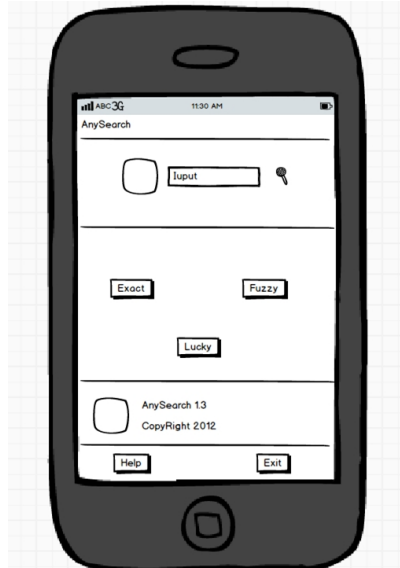 ABC 3G 11:30 AM
AnySearch
Iuput
Exact Fuzzy
Lucky
AnySearch 1.3
CopyRight 2012
Help Exit